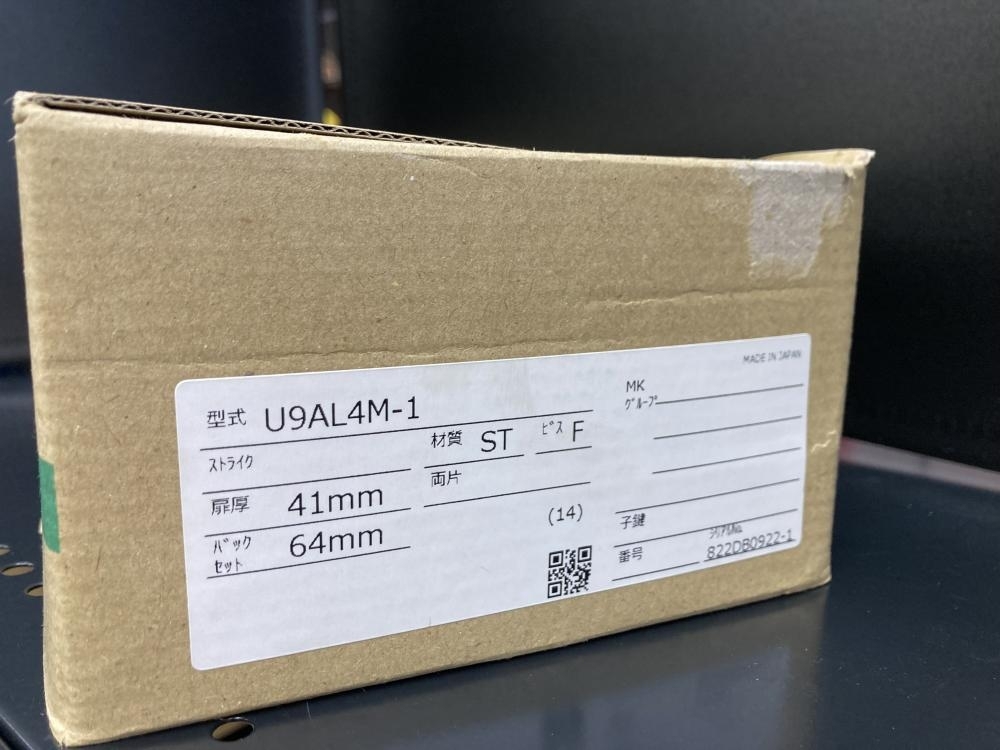 MADE IN JAPAN
型式 U9AL4M-1
ストライク
材質 ST
ビス F
扉厚 41mm
両片
バックセット 64mm
(14)
MK
グループ
子鍵
番号
シリアルNo.
822DB0922-1